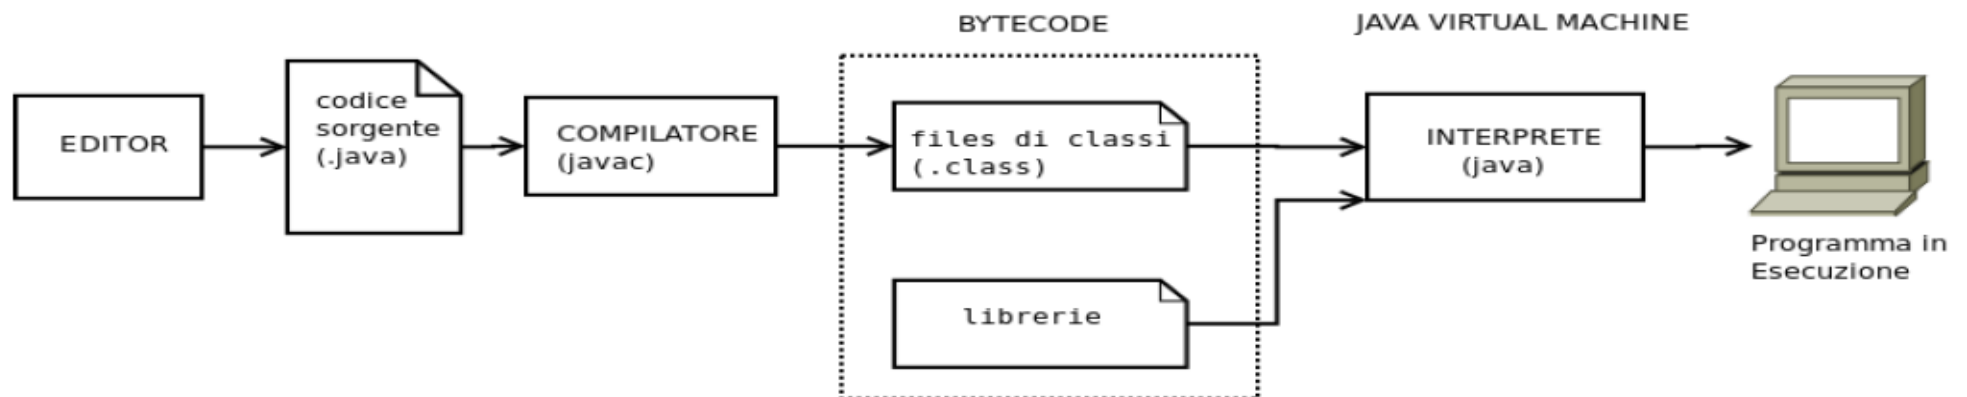 BYTECODE
JAVA VIRTUAL MACHINE
EDITOR
codice
sorgente
(.java)
COMPILATORE
(javac)
files di classi
(.class)
librerie
INTERPRETE
(java)
Programma in
Esecuzione